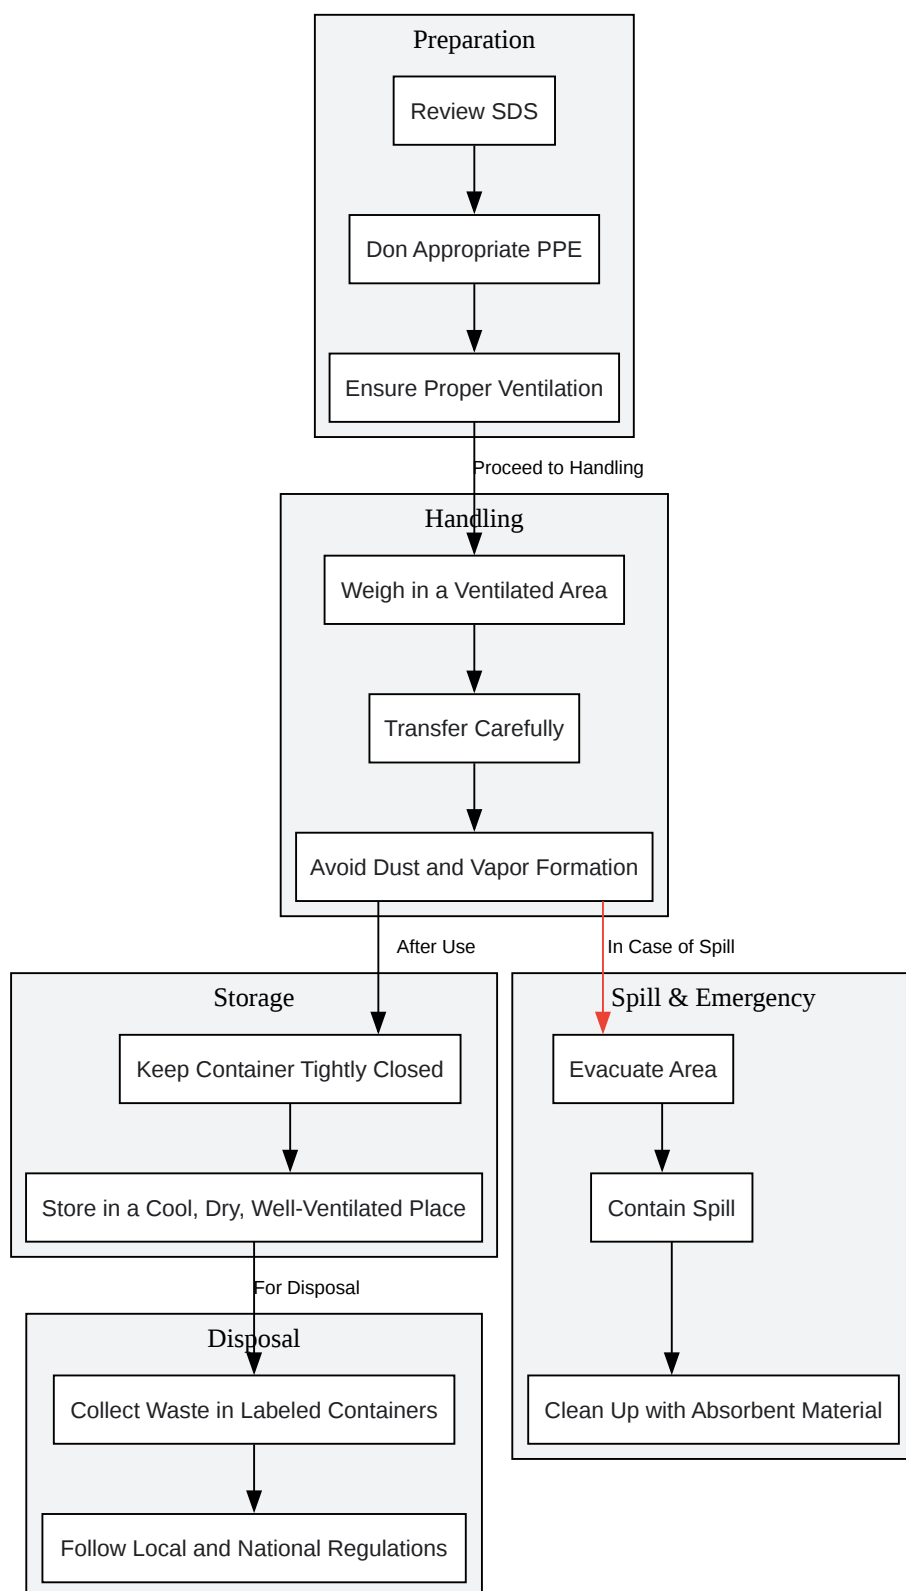 Preparation
Review SDS
Don Appropriate PPE
Ensure Proper Ventilation
Proceed to Handling
Handling
Weigh in a Ventilated Area
Transfer Carefully
Avoid Dust and Vapor Formation
After Use
In Case of Spill
Storage
Keep Container Tightly Closed
Store in a Cool, Dry, Well-Ventilated Place
For Disposal
Disposal
Collect Waste in Labeled Containers
Follow Local and National Regulations
Spill & Emergency
Evacuate Area
Contain Spill
Clean Up with Absorbent Material